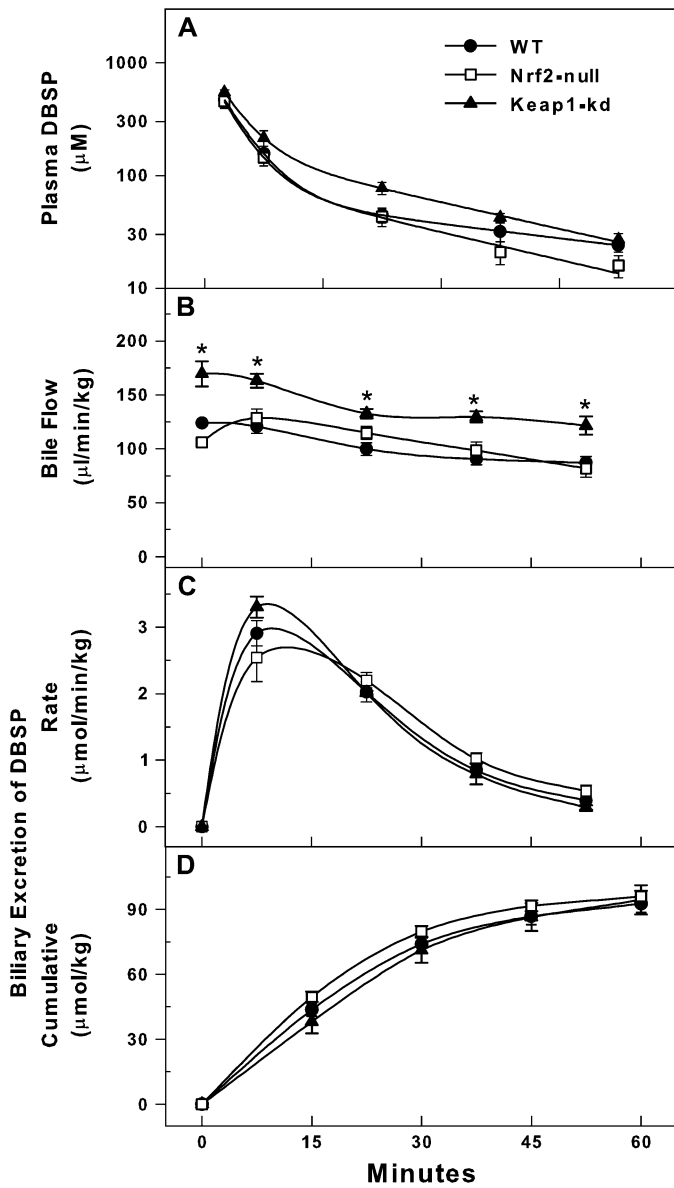 A
WT
Nrf2-null
Keap1-kd
Plasma DBSP
(μM)
1000
300
100
30
10
B
Bile Flow
(μl/min/kg)
200
150
100
50
0
* * * * *
C
Biliary Excretion of DBSP
Rate
(μmol/min/kg)
3
2
1
0
D
Cumulative
(μmol/kg)
90
60
30
0
0 15 30 45 60
Minutes